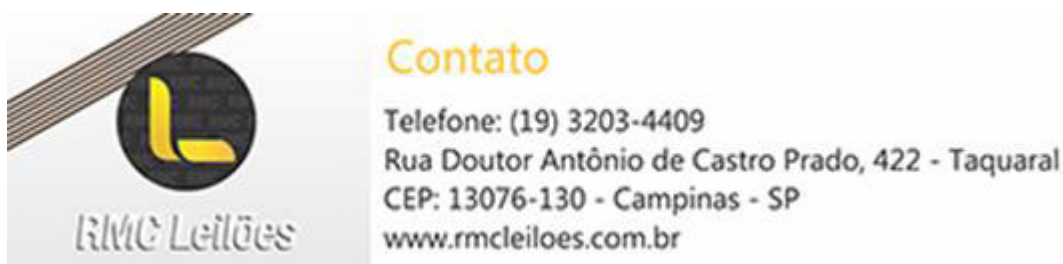 RMC Leilões
Contato
Telefone: (19) 3203-4409
Rua Doutor Antônio de Castro Prado, 422 - Taquaral
CEP: 13076-130 - Campinas - SP
www.rmcleiloes.com.br